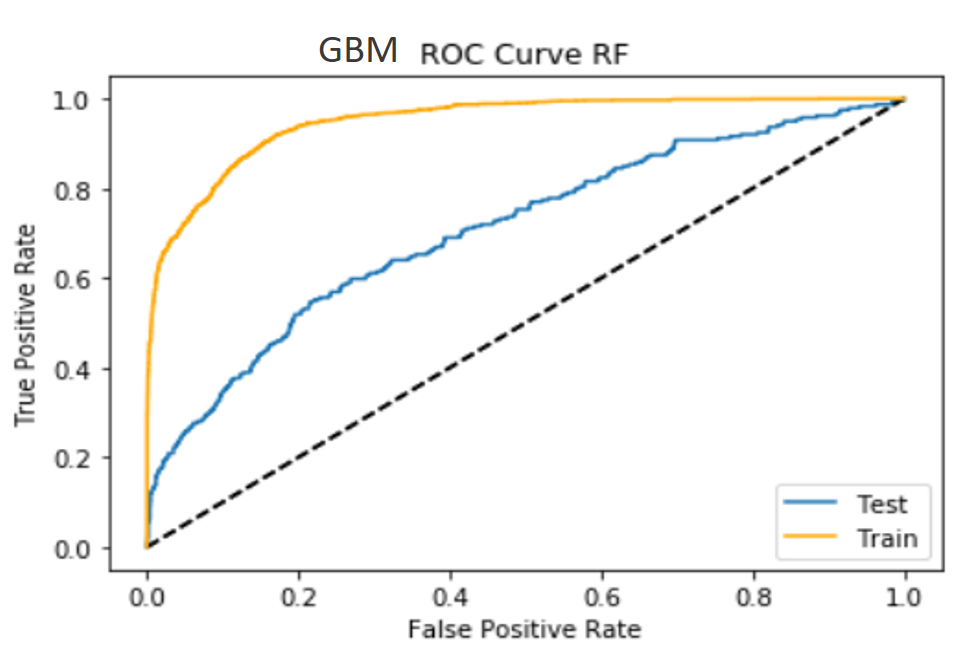 GBM ROC Curve RF
1.0
0.8
0.6
0.4
0.2
0.0
True Positive Rate
Test
Train
0.0 0.2 0.4 0.6 0.8 1.0
False Positive Rate